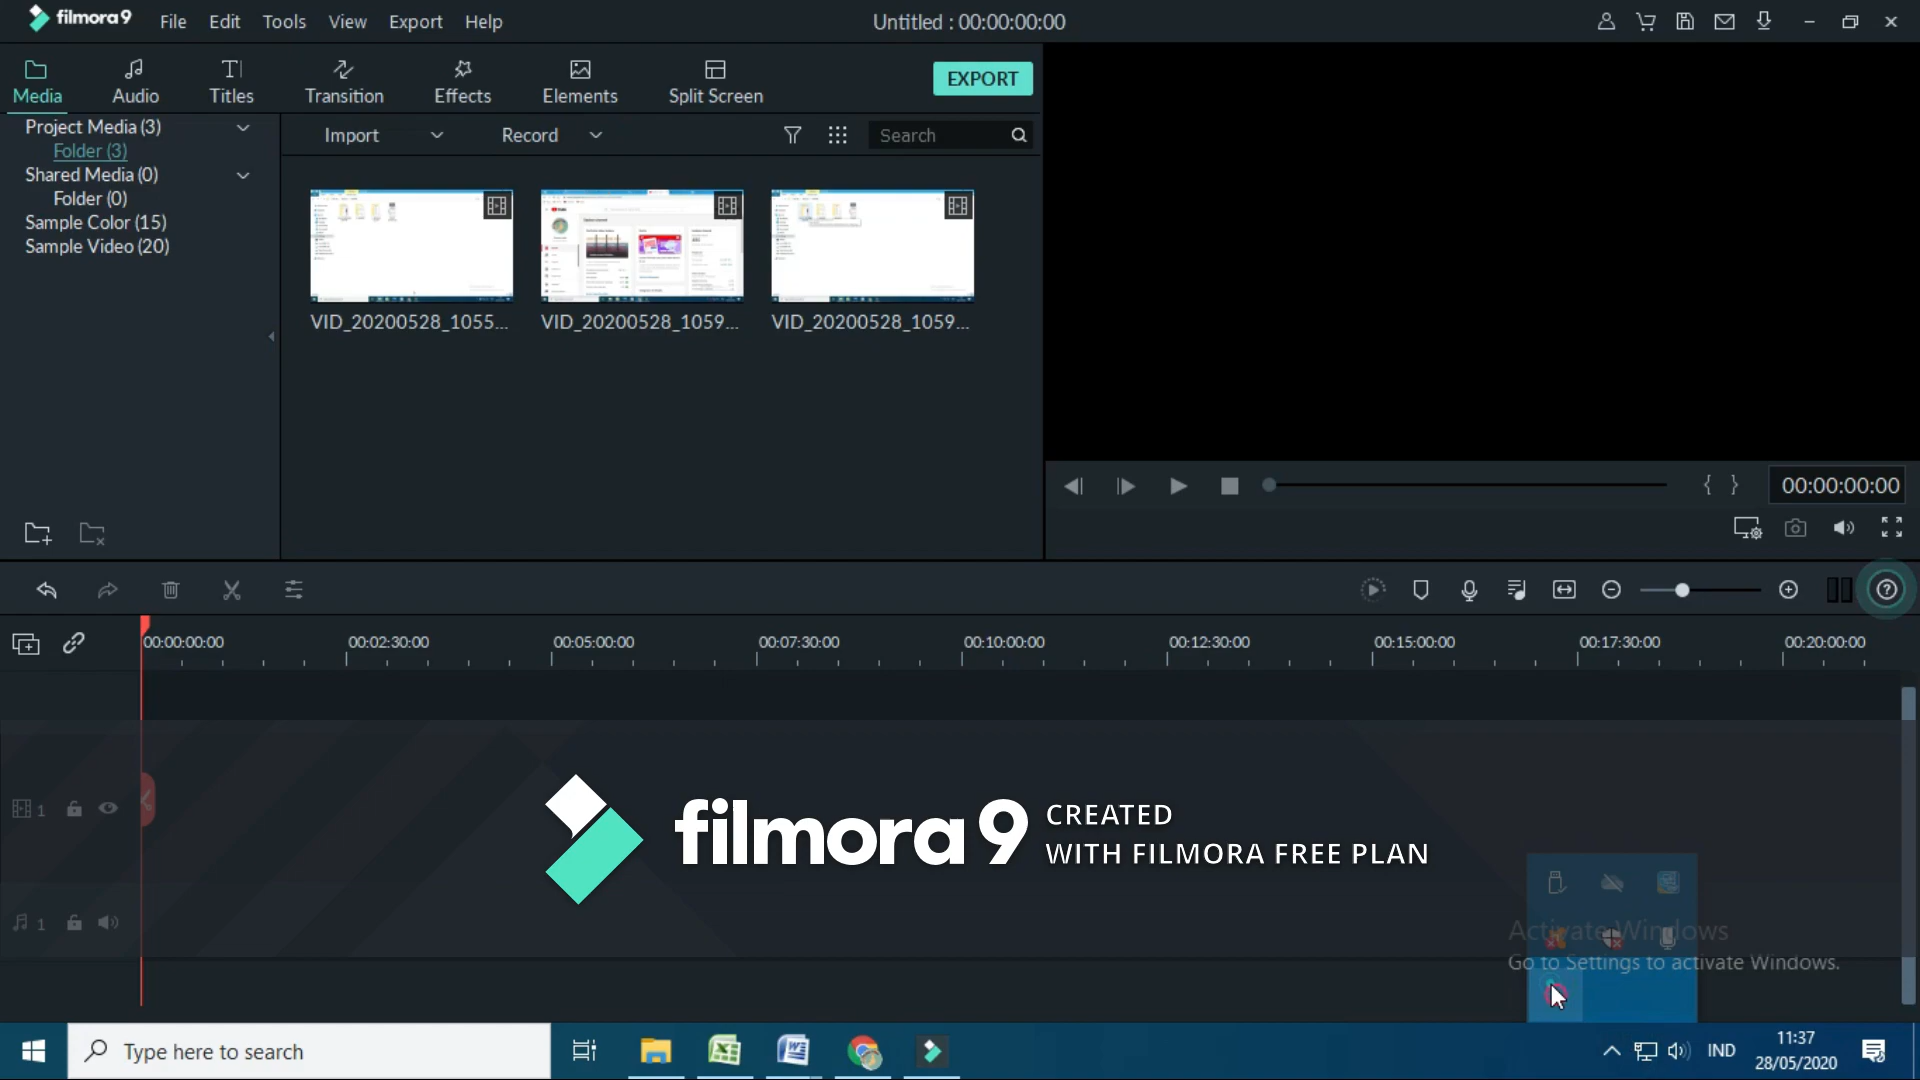 filmora9 File Edit Tools View Export Help Untitled : 00:00:00:00
Media Audio Titles Transition Effects Elements Split Screen EXPORT
Project Media (3)
Folder (3)
Shared Media (0)
Folder (0)
Sample Color (15)
Sample Video (20)
Import Record Search
VID_20200528_1055... VID_20200528_1059... VID_20200528_1059...
{ } 00:00:00:00
00:00:00:00 00:02:30:00 00:05:00:00 00:07:30:00 00:10:00:00 00:12:30:00 00:15:00:00 00:17:30:00 00:20:00:00
1
1
filmora9 CREATED
WITH FILMORA FREE PLAN
Activate Windows
Go to Settings to activate Windows.
Type here to search
IND
11:37
28/05/2020